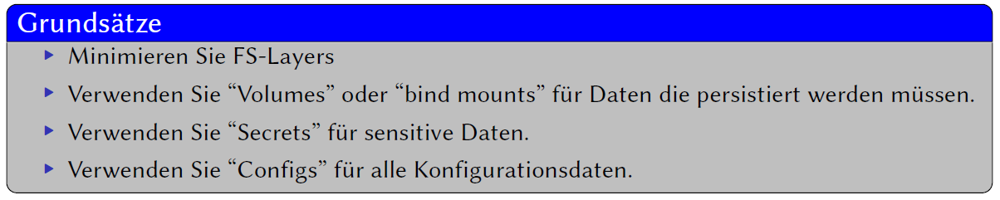 Grundsätze
Minimieren Sie FS-Layers
Verwenden Sie “Volumes” oder “bind mounts” für Daten die persistiert werden müssen.
Verwenden Sie “Secrets” für sensitive Daten.
Verwenden Sie “Configs” für alle Konfigurationsdaten.